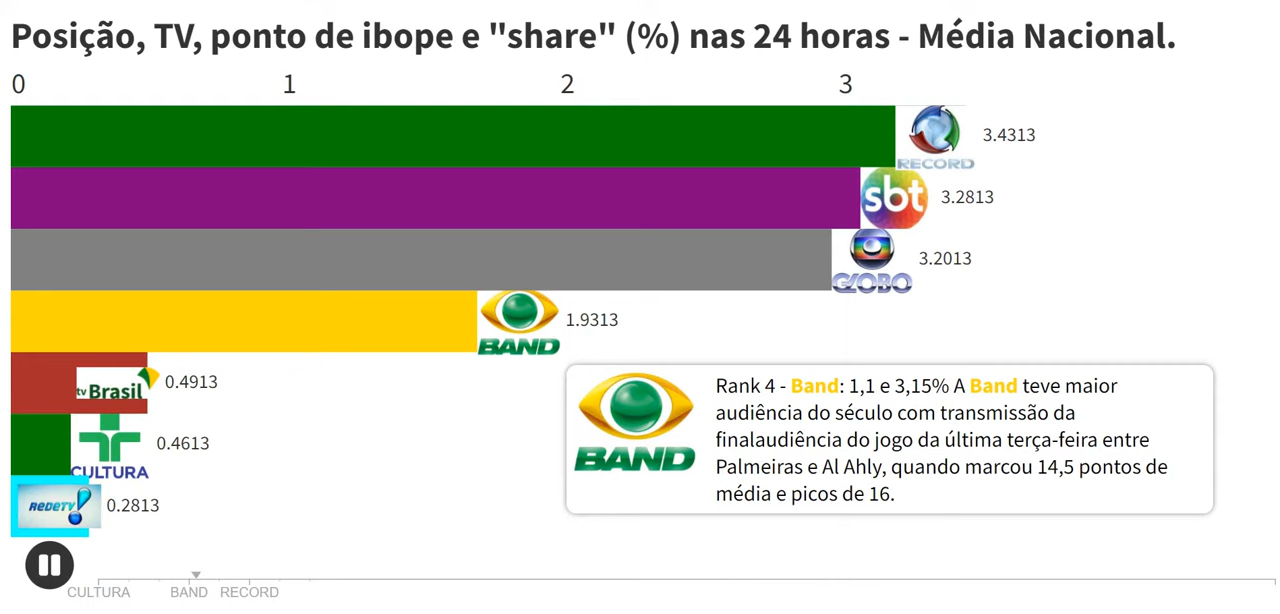 Posição, TV, ponto de ibope e "share" (%) nas 24 horas - Média Nacional.
0 1 2 3
RECORD 3.4313
sbt 3.2813
GLOBO 3.2013
BAND 1.9313
tv Brasil 0.4913
CULTURA 0.4613
REDETV! 0.2813
BAND
Rank 4 - Band: 1,1 e 3,15% A Band teve maior
audiência do século com transmissão da
finalaudiência do jogo da última terça-feira entre
Palmeiras e Al Ahly, quando marcou 14,5 pontos de
média e picos de 16.
CULTURA BAND RECORD